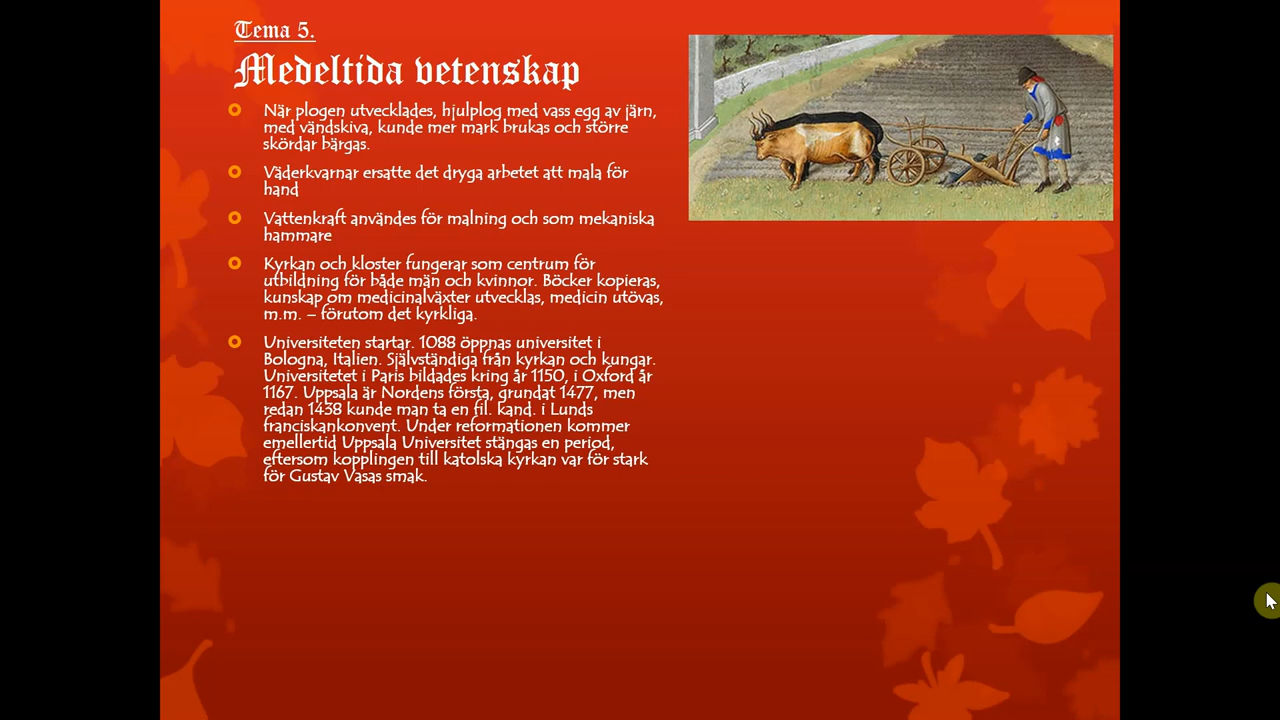 Tema 5.
Medeltida vetenskap
När plogen utvecklades, hjulplog med vass egg av järn,
med vändskiva, kunde mer mark brukas och större
skördar bärgas.
Väderkvarnar ersatte det dryga arbetet att mala för
hand
Vattenkraft användes för malning och som mekaniska
hammare
Kyrkan och kloster fungerar som centrum för
utbildning för både män och kvinnor. Böcker kopieras,
kunskap om medicinalväxter utvecklas, medicin utövas,
m.m. – förutom det kyrkliga.
Universiteten startar. 1088 öppnas universitet i
Bologna, Italien. Självständiga från kyrkan och kungar.
Universitetet i Paris bildades kring år 1150, i Oxford år
1167. Uppsala är Nordens första, grundat 1477, men
redan 1438 kunde man ta en fil. kand. i Lunds
franciskankonvent. Under reformationen kommer
emellertid Uppsala Universitet stängas en period,
eftersom kopplingen till katolska kyrkan var för stark
för Gustav Vasas smak.